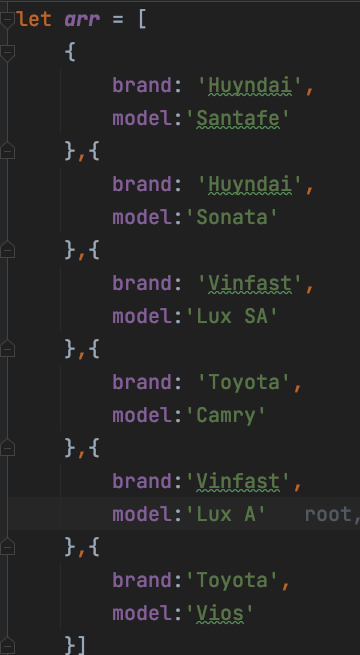 let arr = [
{
brand: 'Huyndai',
model:'Santafe'
},{
brand: 'Huyndai',
model:'Sonata'
},{
brand: 'Vinfast',
model:'Lux SA'
},{
brand: 'Toyota',
model:'Camry'
},{
brand:'Vinfast',
model:'Lux A' root,
},{
brand:'Toyota',
model:'Vios'
}]